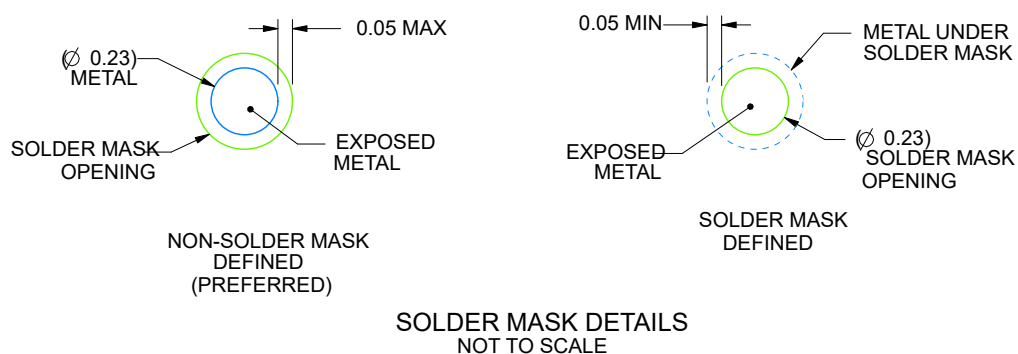 0.05 MAX
(Ø 0.23)
METAL
SOLDER MASK
OPENING
EXPOSED
METAL
NON-SOLDER MASK
DEFINED
(PREFERRED)
0.05 MIN
METAL UNDER
SOLDER MASK
EXPOSED
METAL
(Ø 0.23)
SOLDER MASK
OPENING
SOLDER MASK
DEFINED
SOLDER MASK DETAILS
NOT TO SCALE